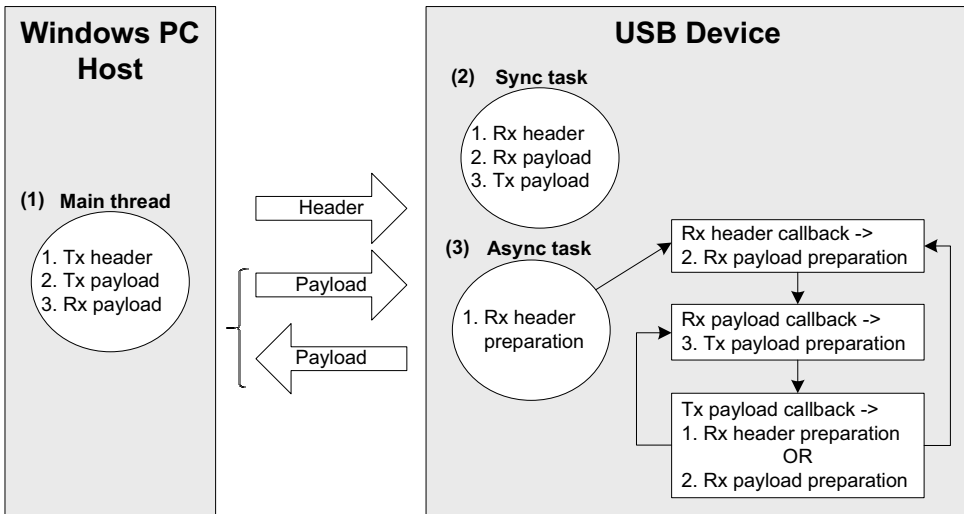 Windows PC
Host
(1) Main thread
1. Tx header
2. Tx payload
3. Rx payload
Header
Payload
Payload
USB Device
(2) Sync task
1. Rx header
2. Rx payload
3. Tx payload
(3) Async task
1. Rx header
preparation
Rx header callback ->
2. Rx payload preparation
Rx payload callback ->
3. Tx payload preparation
Tx payload callback ->
1. Rx header preparation
OR
2. Rx payload preparation